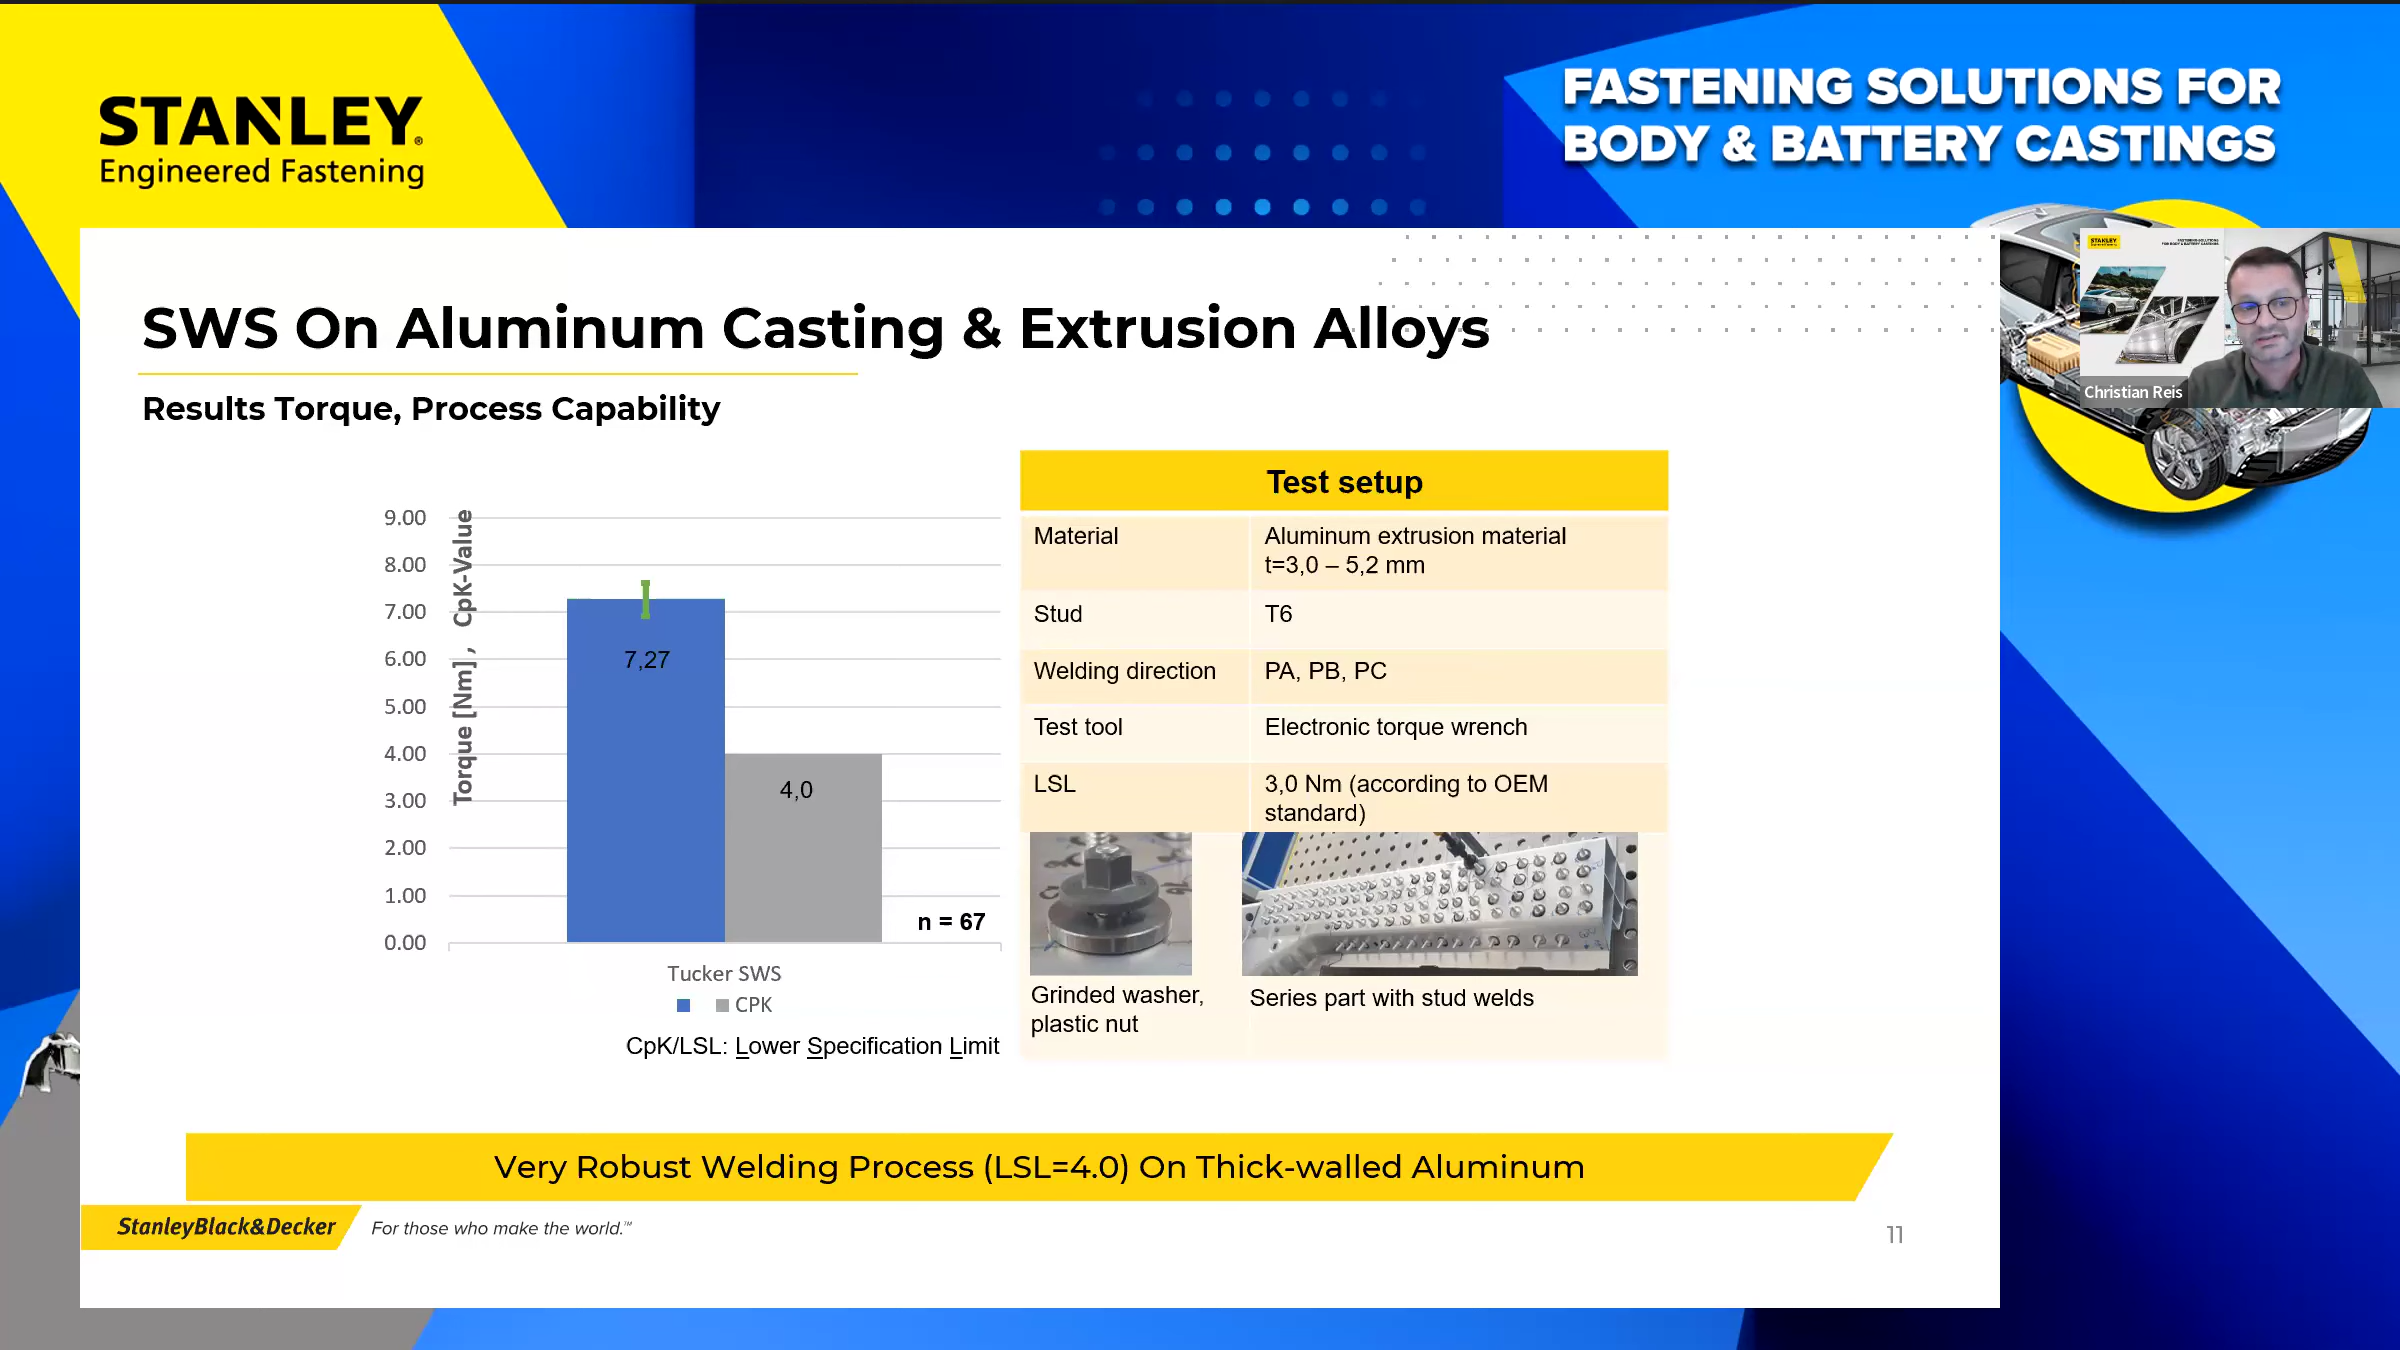 STANLEY®
Engineered Fastening
FASTENING SOLUTIONS FOR
BODY & BATTERY CASTINGS
STANLEY
Christian Reis
SWS On Aluminum Casting & Extrusion Alloys
Results Torque, Process Capability
Torque [Nm] , CpK-Value
9.00
8.00
7.00
6.00
5.00
4.00
3.00
2.00
1.00
0.00
7,27
4,0
n = 67
Tucker SWS
CPK
CpK/LSL: Lower Specification Limit
Test setup
Material Aluminum extrusion material
t=3,0 – 5,2 mm
Stud T6
Welding direction PA, PB, PC
Test tool Electronic torque wrench
LSL 3,0 Nm (according to OEM
standard)
Grinded washer,
plastic nut
Series part with stud welds
Very Robust Welding Process (LSL=4.0) On Thick-walled Aluminum
StanleyBlack&Decker For those who make the world.™
11